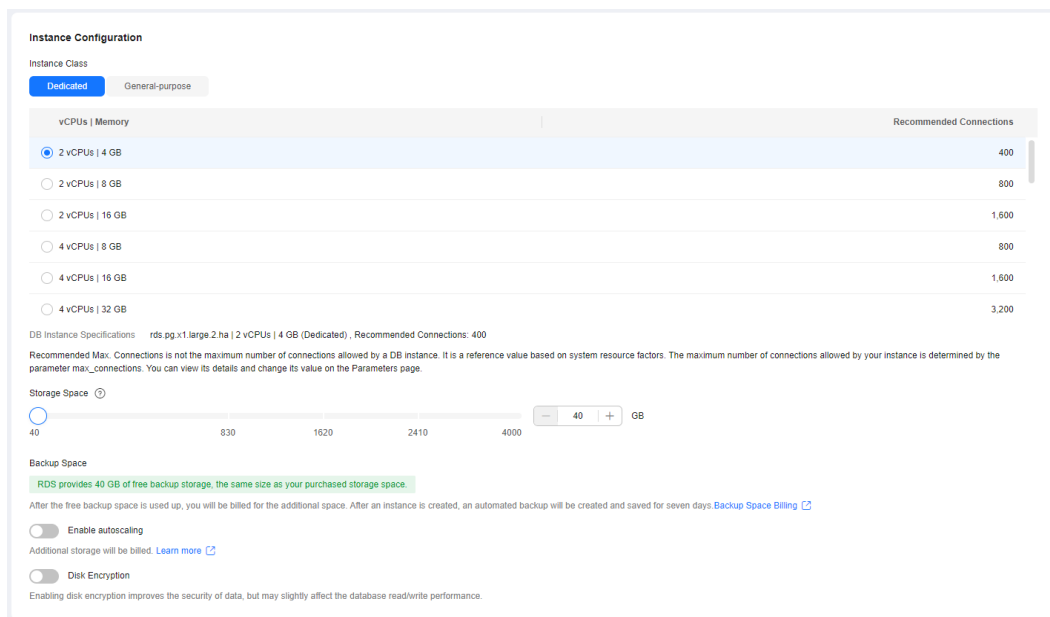 Instance Configuration
Instance Class
Dedicated General-purpose
vCPUs | Memory Recommended Connections
2 vCPUs | 4 GB 400
2 vCPUs | 8 GB 800
2 vCPUs | 16 GB 1,600
4 vCPUs | 8 GB 800
4 vCPUs | 16 GB 1,600
4 vCPUs | 32 GB 3,200
DB Instance Specifications rds.pg.x1.large.2.ha | 2 vCPUs | 4 GB (Dedicated) , Recommended Connections: 400
Recommended Max. Connections is not the maximum number of connections allowed by a DB instance. It is a reference value based on system resource factors. The maximum number of connections allowed by your instance is determined by the
parameter max_connections. You can view its details and change its value on the Parameters page.
Storage Space ?
− 40 + GB
40 830 1620 2410 4000
Backup Space
RDS provides 40 GB of free backup storage, the same size as your purchased storage space.
After the free backup space is used up, you will be billed for the additional space. After an instance is created, an automated backup will be created and saved for seven days.Backup Space Billing
Enable autoscaling
Additional storage will be billed. Learn more
Disk Encryption
Enabling disk encryption improves the security of data, but may slightly affect the database read/write performance.